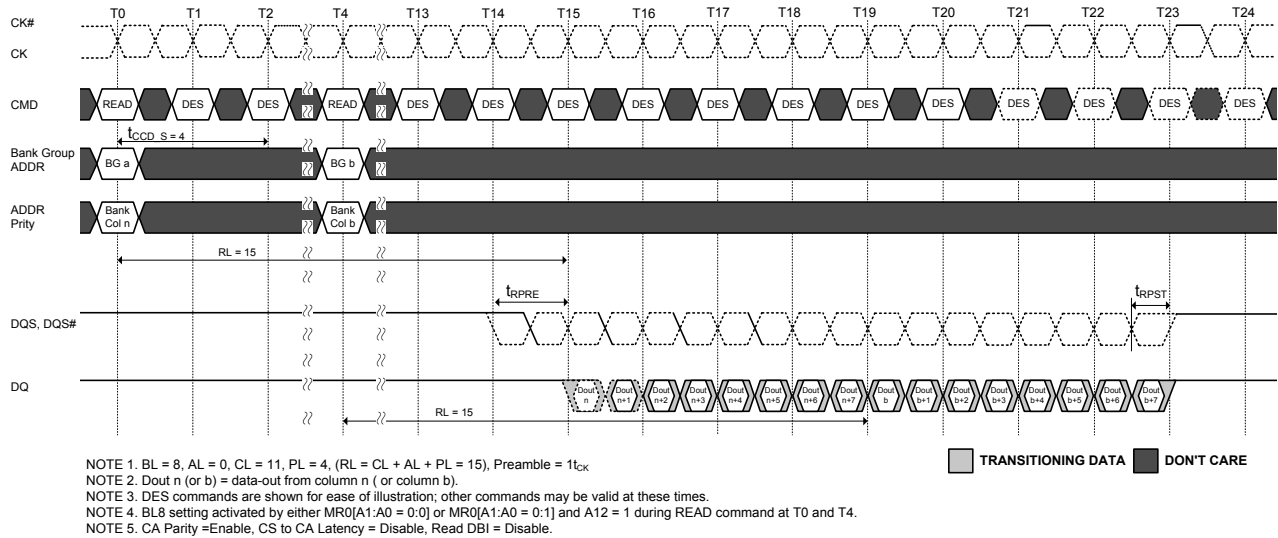 T0 T1 T2 T4 T13 T14 T15 T16 T17 T18 T19 T20 T21 T22 T23 T24
CK#
CK
CMD
READ DES DES READ DES DES DES DES DES DES DES DES DES DES DES DES
tCCD_S = 4
Bank Group
ADDR
BG a BG b
ADDR
Prity
Bank
Col n
Bank
Col b
RL = 15
tRPRE
tRPST
DQS, DQS#
DQ
Dout
n
Dout
n+1
Dout
n+2
Dout
n+3
Dout
n+4
Dout
n+5
Dout
n+6
Dout
n+7
Dout
b
Dout
b+1
Dout
b+2
Dout
b+3
Dout
b+4
Dout
b+5
Dout
b+6
Dout
b+7
RL = 15
NOTE 1. BL = 8, AL = 0, CL = 11, PL = 4, (RL = CL + AL + PL = 15), Preamble = 1tCK
TRANSITIONING DATA DON'T CARE
NOTE 2. Dout n (or b) = data-out from column n ( or column b).
NOTE 3. DES commands are shown for ease of illustration; other commands may be valid at these times.
NOTE 4. BL8 setting activated by either MR0[A1:A0 = 0:0] or MR0[A1:A0 = 0:1] and A12 = 1 during READ command at T0 and T4.
NOTE 5. CA Parity =Enable, CS to CA Latency = Disable, Read DBI = Disable.